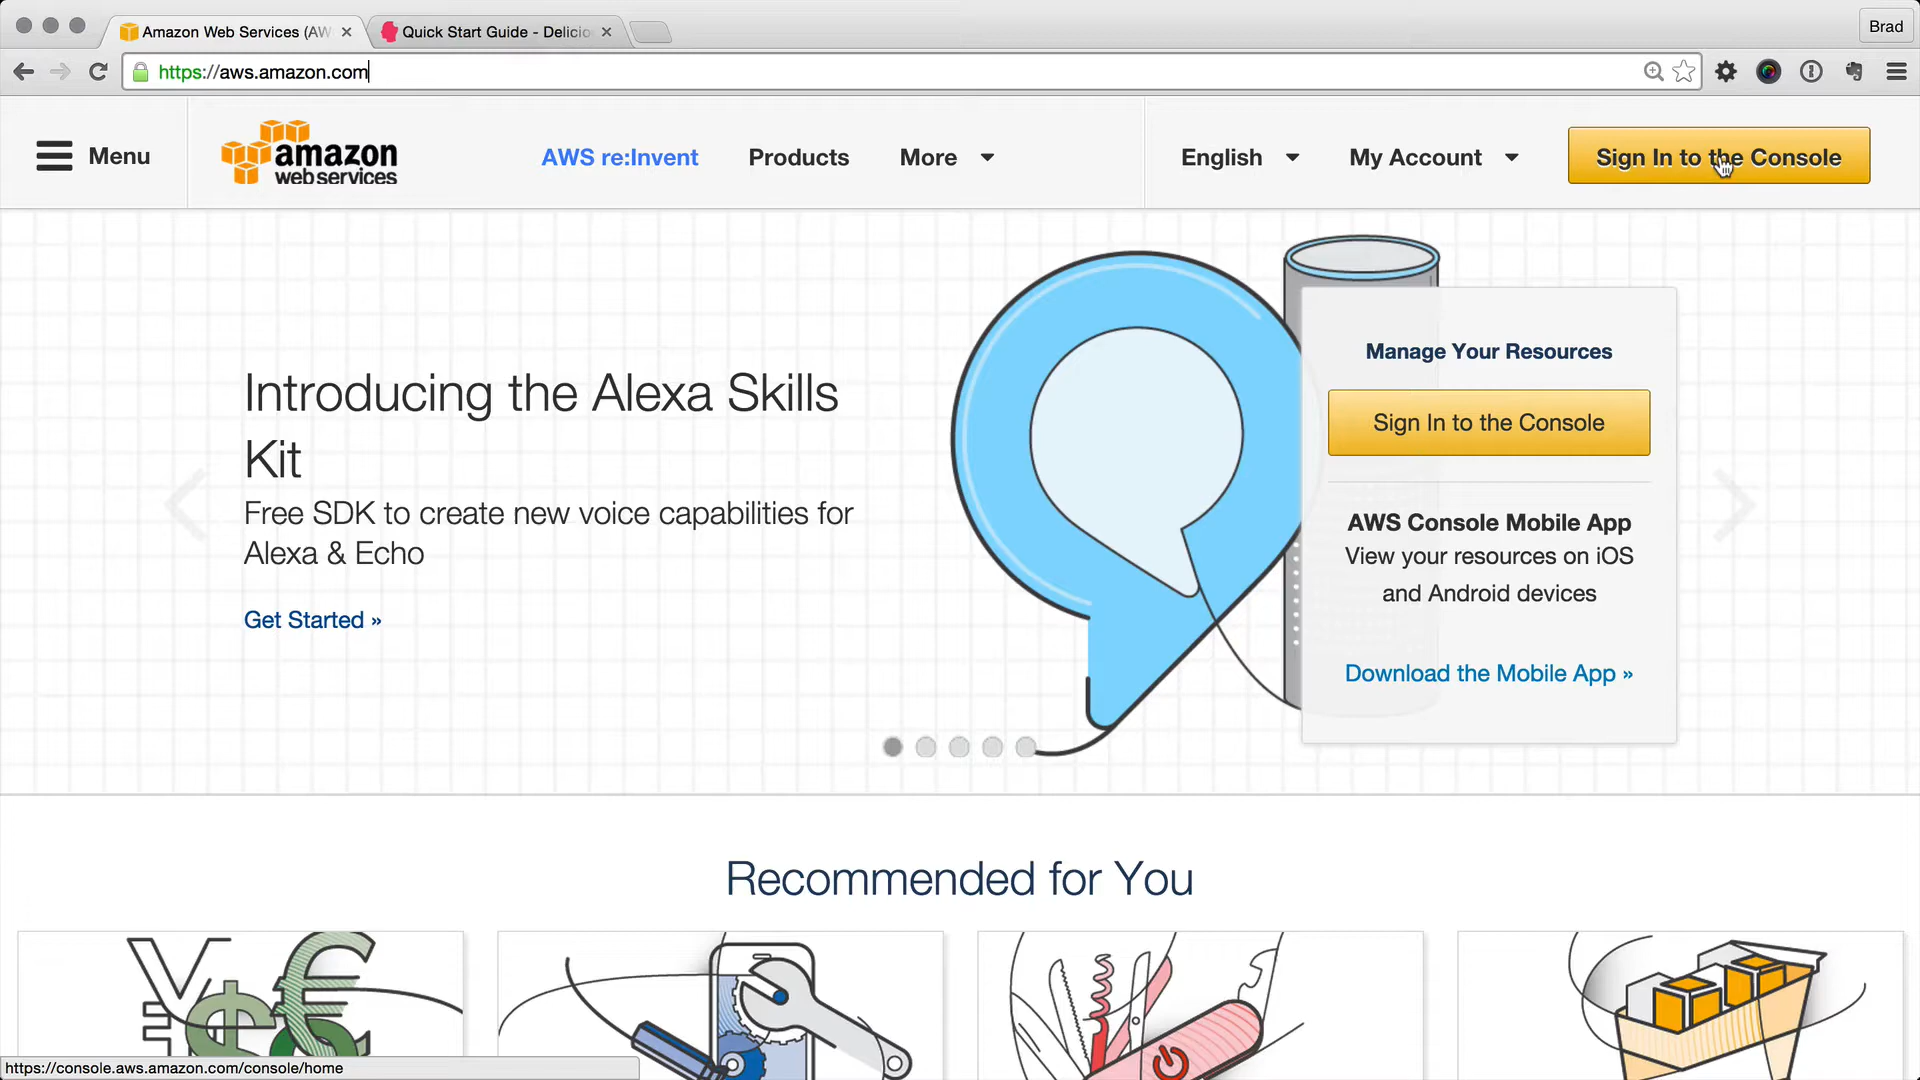 Amazon Web Services (AW
Quick Start Guide - Delicio
Brad
https://aws.amazon.com
Menu
amazon
web services
AWS re:Invent
Products
More
English
My Account
Sign In to the Console
Introducing the Alexa Skills
Kit
Free SDK to create new voice capabilities for
Alexa & Echo
Get Started »
Manage Your Resources
Sign In to the Console
AWS Console Mobile App
View your resources on iOS
and Android devices
Download the Mobile App »
Recommended for You
https://console.aws.amazon.com/console/home